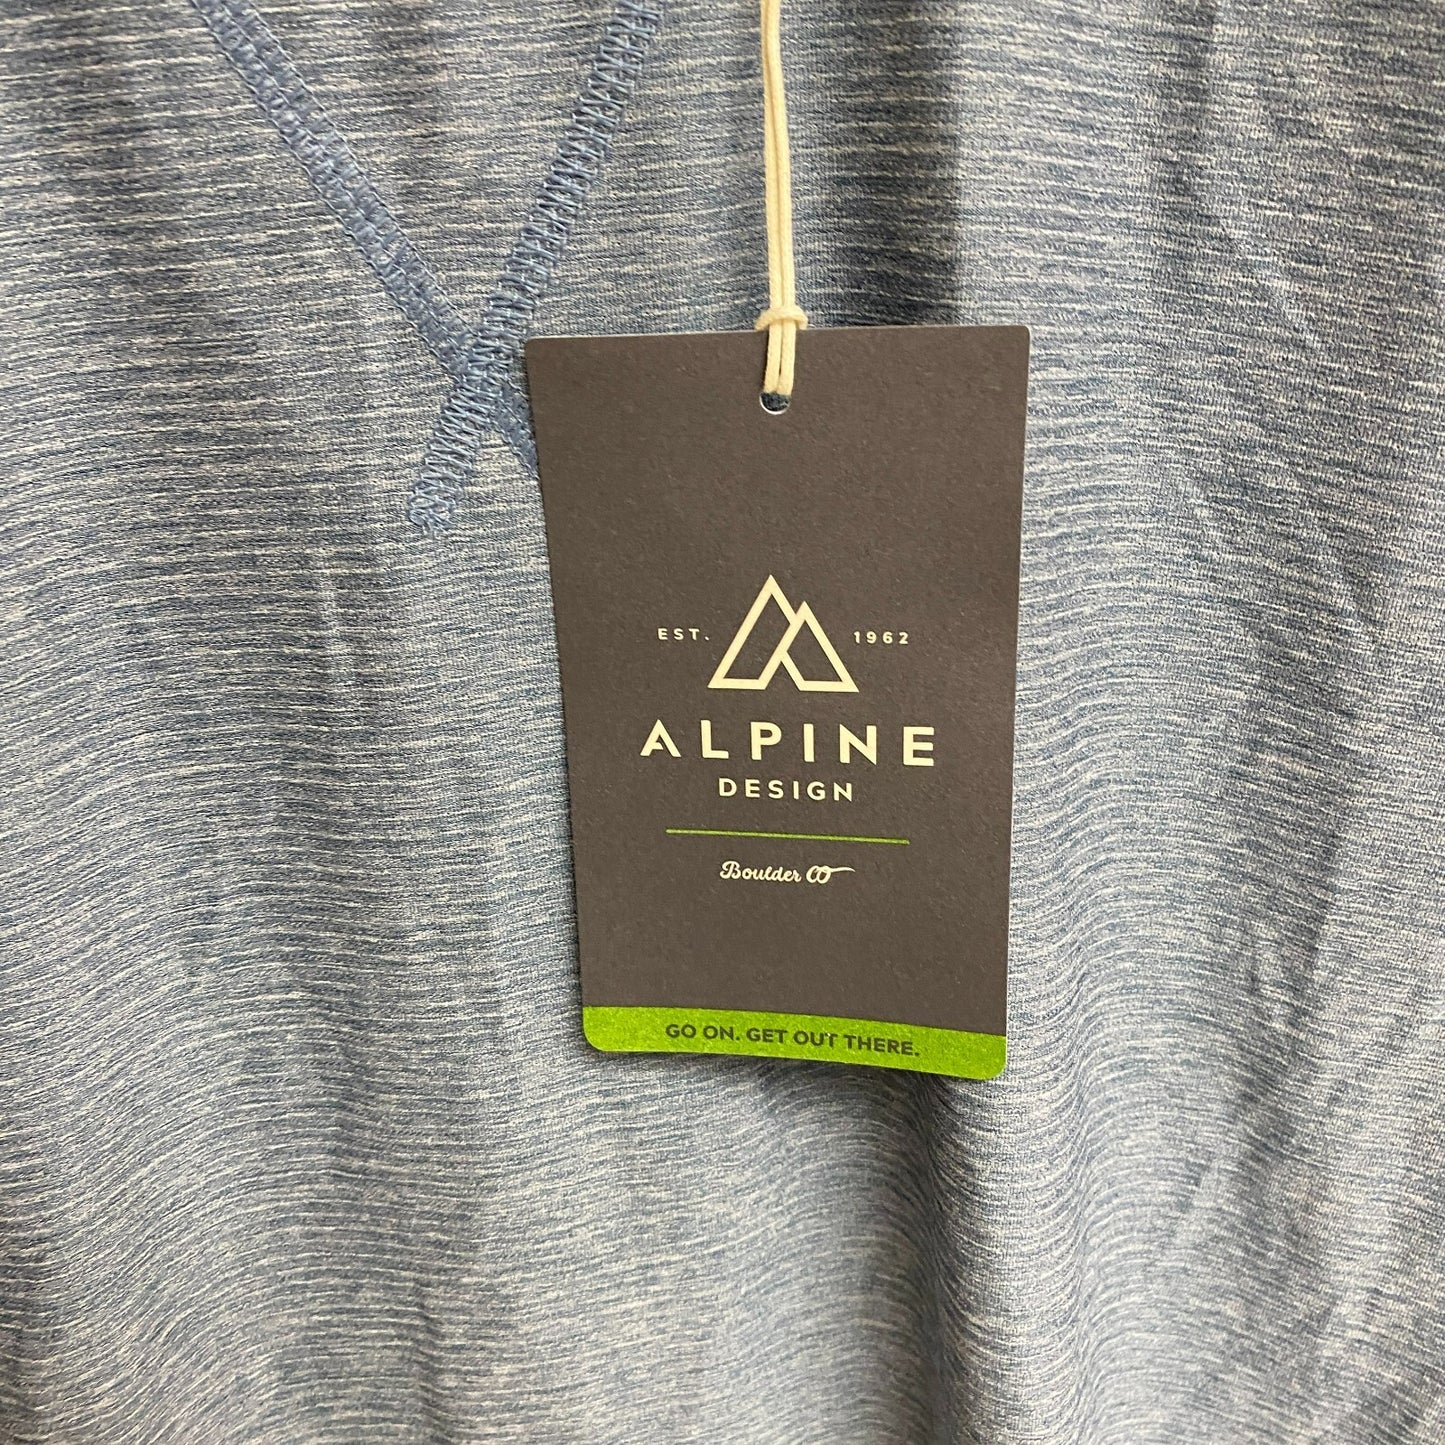 EST. 1962
ALPINE
DESIGN
Boulder CO
GO ON. GET OUT THERE.